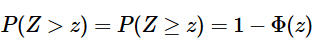 P(Z > z) = P(Z ≥ z) = 1 − Φ(z)